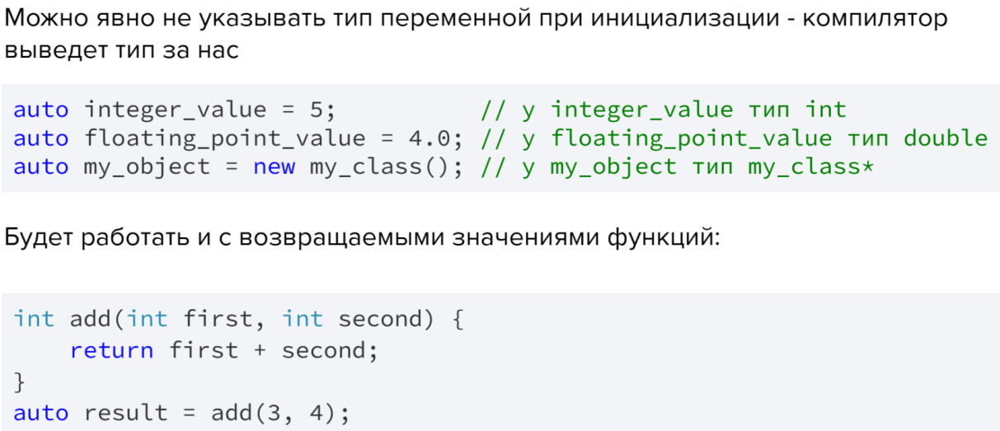 Можно явно не указывать тип переменной при инициализации - компилятор
выведет тип за нас
auto integer_value = 5;          // у integer_value тип int
auto floating_point_value = 4.0; // у floating_point_value тип double
auto my_object = new my_class(); // у my_object тип my_class*
Будет работать и с возвращаемыми значениями функций:
int add(int first, int second) {
    return first + second;
}
auto result = add(3, 4);